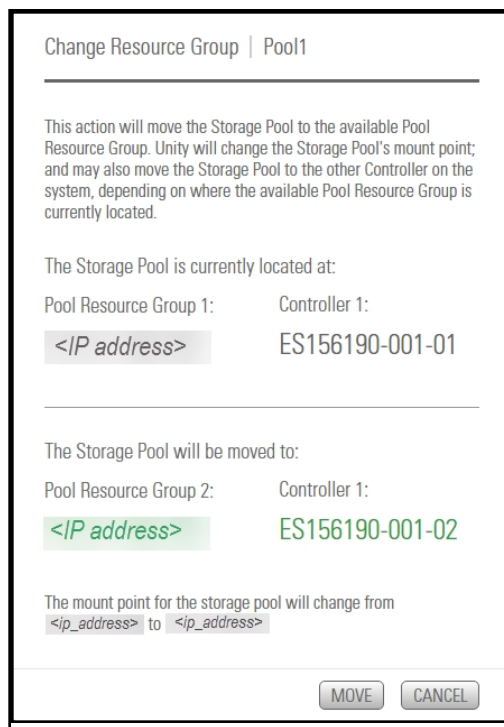 Change Resource Group | Pool1
This action will move the Storage Pool to the available Pool
Resource Group. Unity will change the Storage Pool's mount point;
and may also move the Storage Pool to the other Controller on the
system, depending on where the available Pool Resource Group is
currently located.
The Storage Pool is currently located at:
Pool Resource Group 1: Controller 1:
<IP address> ES156190-001-01
The Storage Pool will be moved to:
Pool Resource Group 2: Controller 1:
<IP address> ES156190-001-02
The mount point for the storage pool will change from
<ip_address> to <ip_address>
MOVE CANCEL